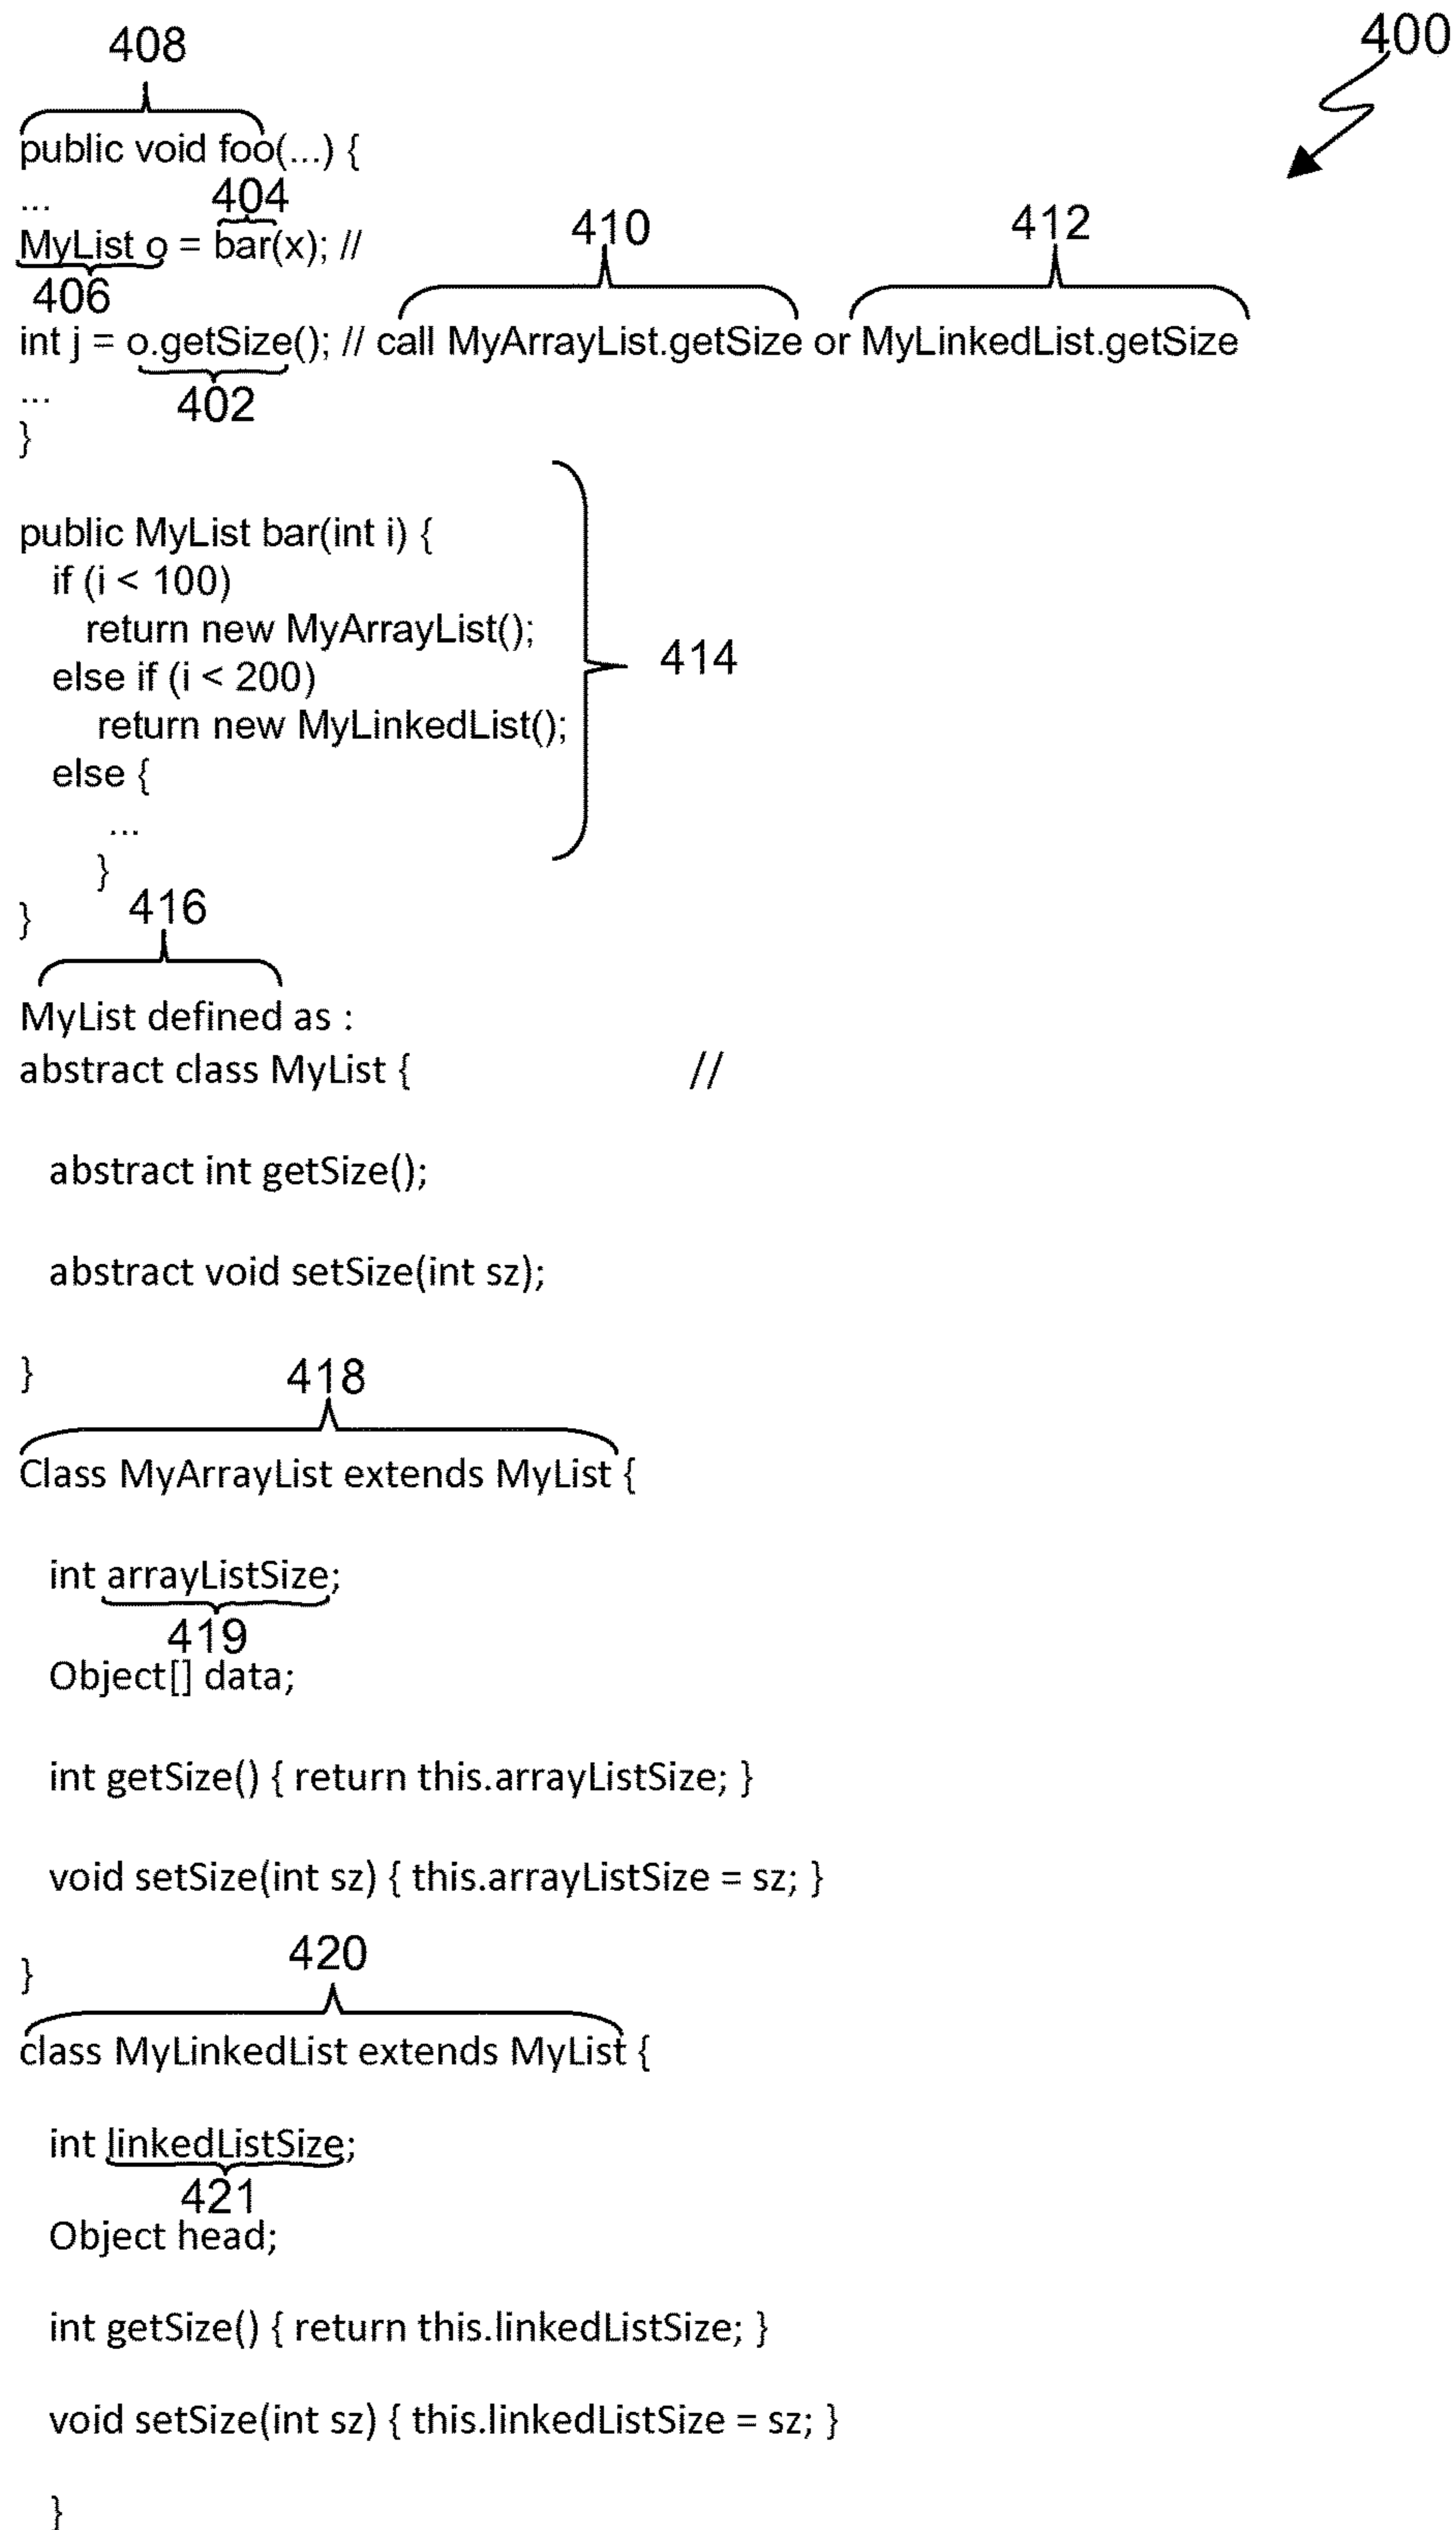 408
400
public void foo(...) {
...
404
MyList o = bar(x); //
410
412
406
int j = o.getSize(); // call MyArrayList.getSize or MyLinkedList.getSize
...
402
}
public MyList bar(int i) {
if (i < 100)
return new MyArrayList();
414
else if (i < 200)
return new MyLinkedList();
else {
...
}
}
416
MyList defined as :
abstract class MyList { //
abstract int getSize();
abstract void setSize(int sz);
}
418
Class MyArrayList extends MyList {
int arrayListSize;
419
Object[] data;
int getSize() { return this.arrayListSize; }
void setSize(int sz) { this.arrayListSize = sz; }
}
420
class MyLinkedList extends MyList {
int linkedListSize;
421
Object head;
int getSize() { return this.linkedListSize; }
void setSize(int sz) { this.linkedListSize = sz; }
}